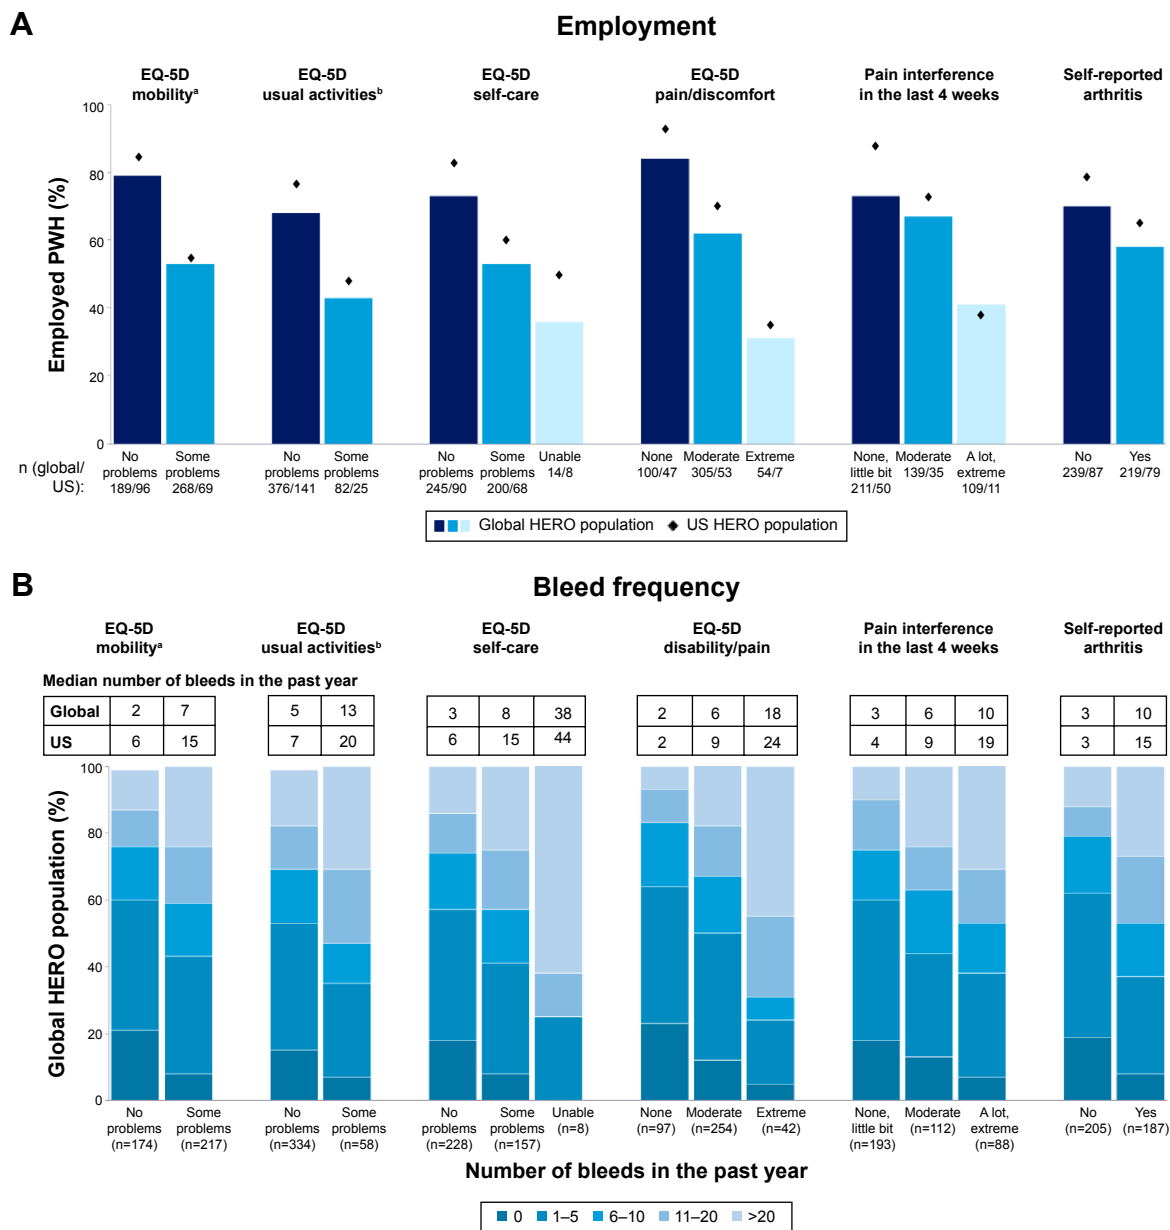 A
Employment
EQ-5D
mobilityᵃ
EQ-5D
usual activitiesᵇ
EQ-5D
self-care
EQ-5D
pain/discomfort
Pain interference
in the last 4 weeks
Self-reported
arthritis
Employed PWH (%)
100
80
60
40
20
0
n (global/
US):
No
problems
189/96
Some
problems
268/69
No
problems
376/141
Some
problems
82/25
No
problems
245/90
Some
problems
200/68
Unable
14/8
None
100/47
Moderate
305/53
Extreme
54/7
None,
little bit
211/50
Moderate
139/35
A lot,
extreme
109/11
No
239/87
Yes
219/79
Global HERO population
US HERO population
B
Bleed frequency
EQ-5D
mobilityᵃ
EQ-5D
usual activitiesᵇ
EQ-5D
self-care
EQ-5D
disability/pain
Pain interference
in the last 4 weeks
Self-reported
arthritis
Median number of bleeds in the past year
Global 2 7 5 13 3 8 38 2 6 18 3 6 10 3 10
US 6 15 7 20 6 15 44 2 9 24 4 9 19 3 15
Global HERO population (%)
100
80
60
40
20
0
No
problems
(n=174)
Some
problems
(n=217)
No
problems
(n=334)
Some
problems
(n=58)
No
problems
(n=228)
Some
problems
(n=157)
Unable
(n=8)
None
(n=97)
Moderate
(n=254)
Extreme
(n=42)
None,
little bit
(n=193)
Moderate
(n=112)
A lot,
extreme
(n=88)
No
(n=205)
Yes
(n=187)
Number of bleeds in the past year
0 1–5 6–10 11–20 >20